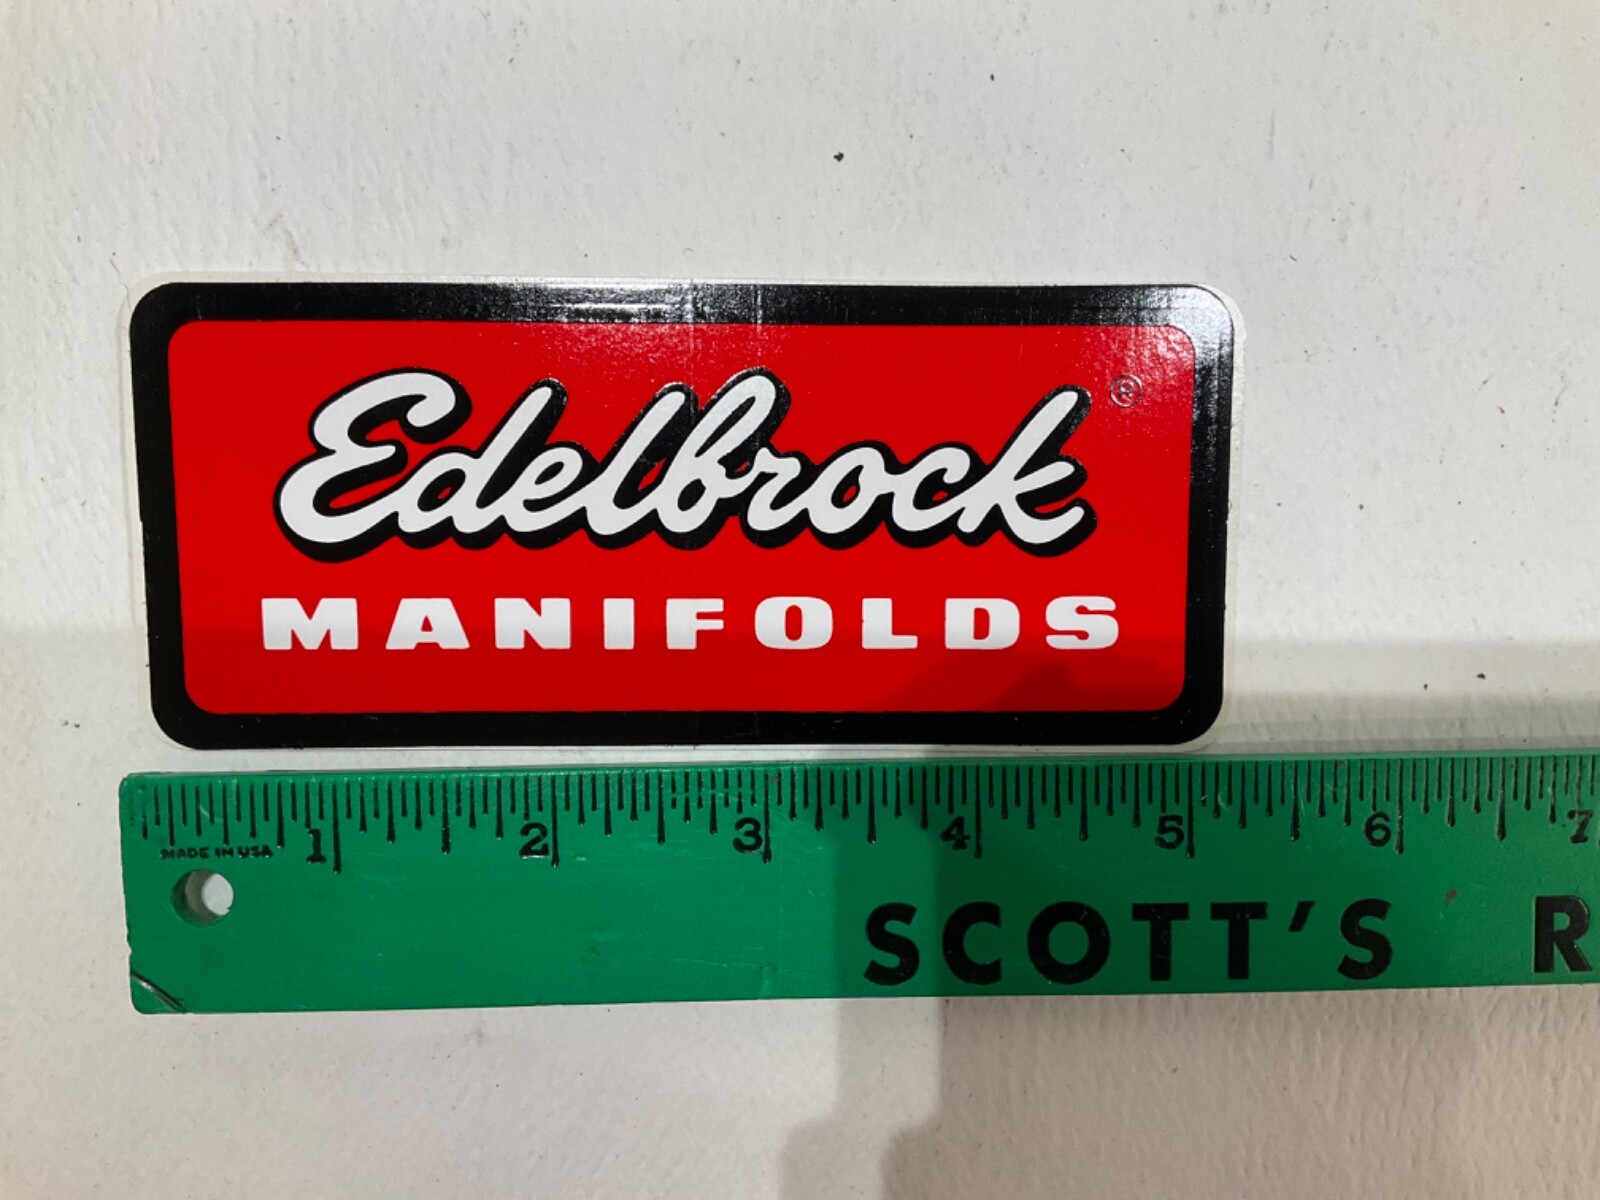 Edelbrock ®
MANIFOLDS
1 2 3 4 5 6 7
MADE IN USA
SCOTT'S R